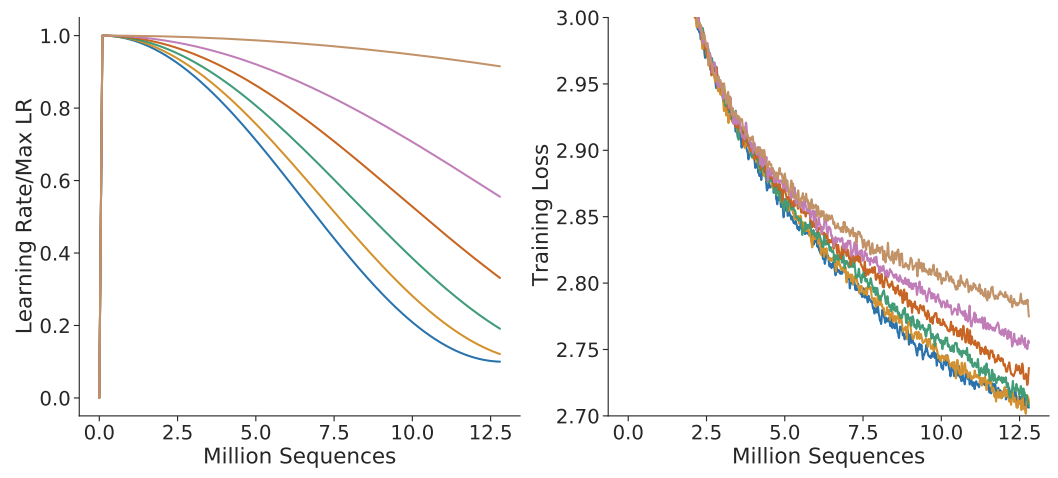 Learning Rate/Max LR
1.0
0.8
0.6
0.4
0.2
0.0
0.0 2.5 5.0 7.5 10.0 12.5
Million Sequences
Training Loss
3.00
2.95
2.90
2.85
2.80
2.75
2.70
0.0 2.5 5.0 7.5 10.0 12.5
Million Sequences